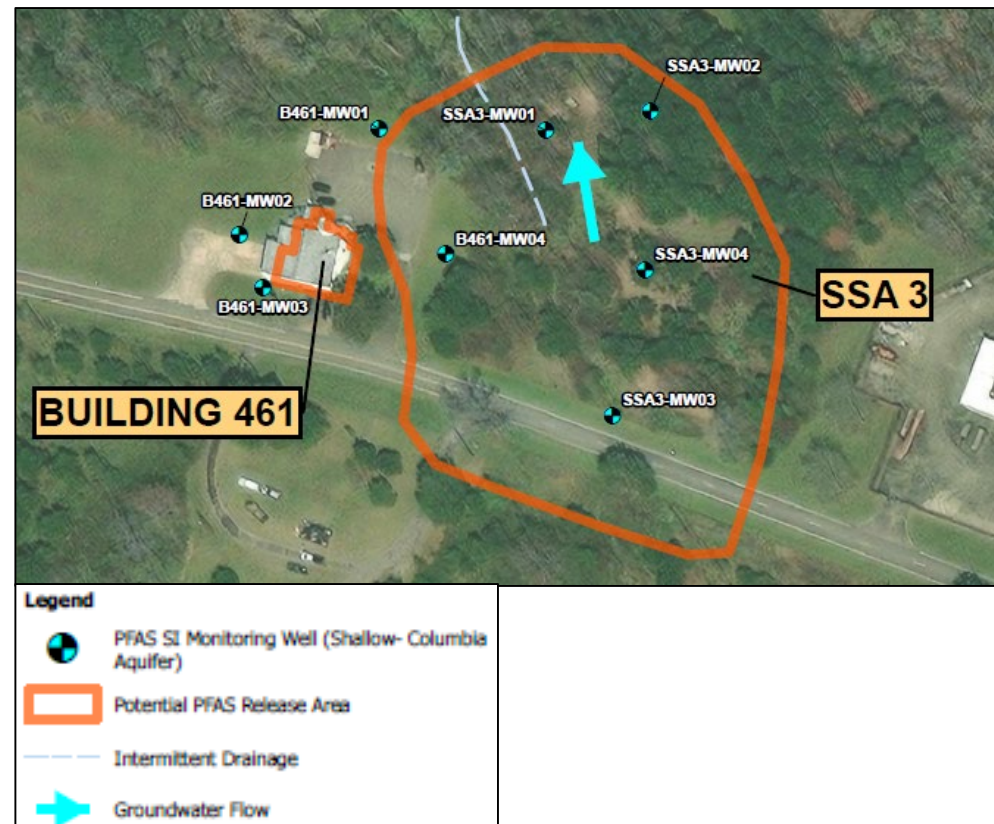 SSA3-MW02
B461-MW01
SSA3-MW01
B461-MW02
B461-MW04
SSA3-MW04
SSA 3
B461-MW03
BUILDING 461
SSA3-MW03
Legend
PFAS SI Monitoring Well (Shallow- Columbia
Aquifer)
Potential PFAS Release Area
Intermittent Drainage
Groundwater Flow